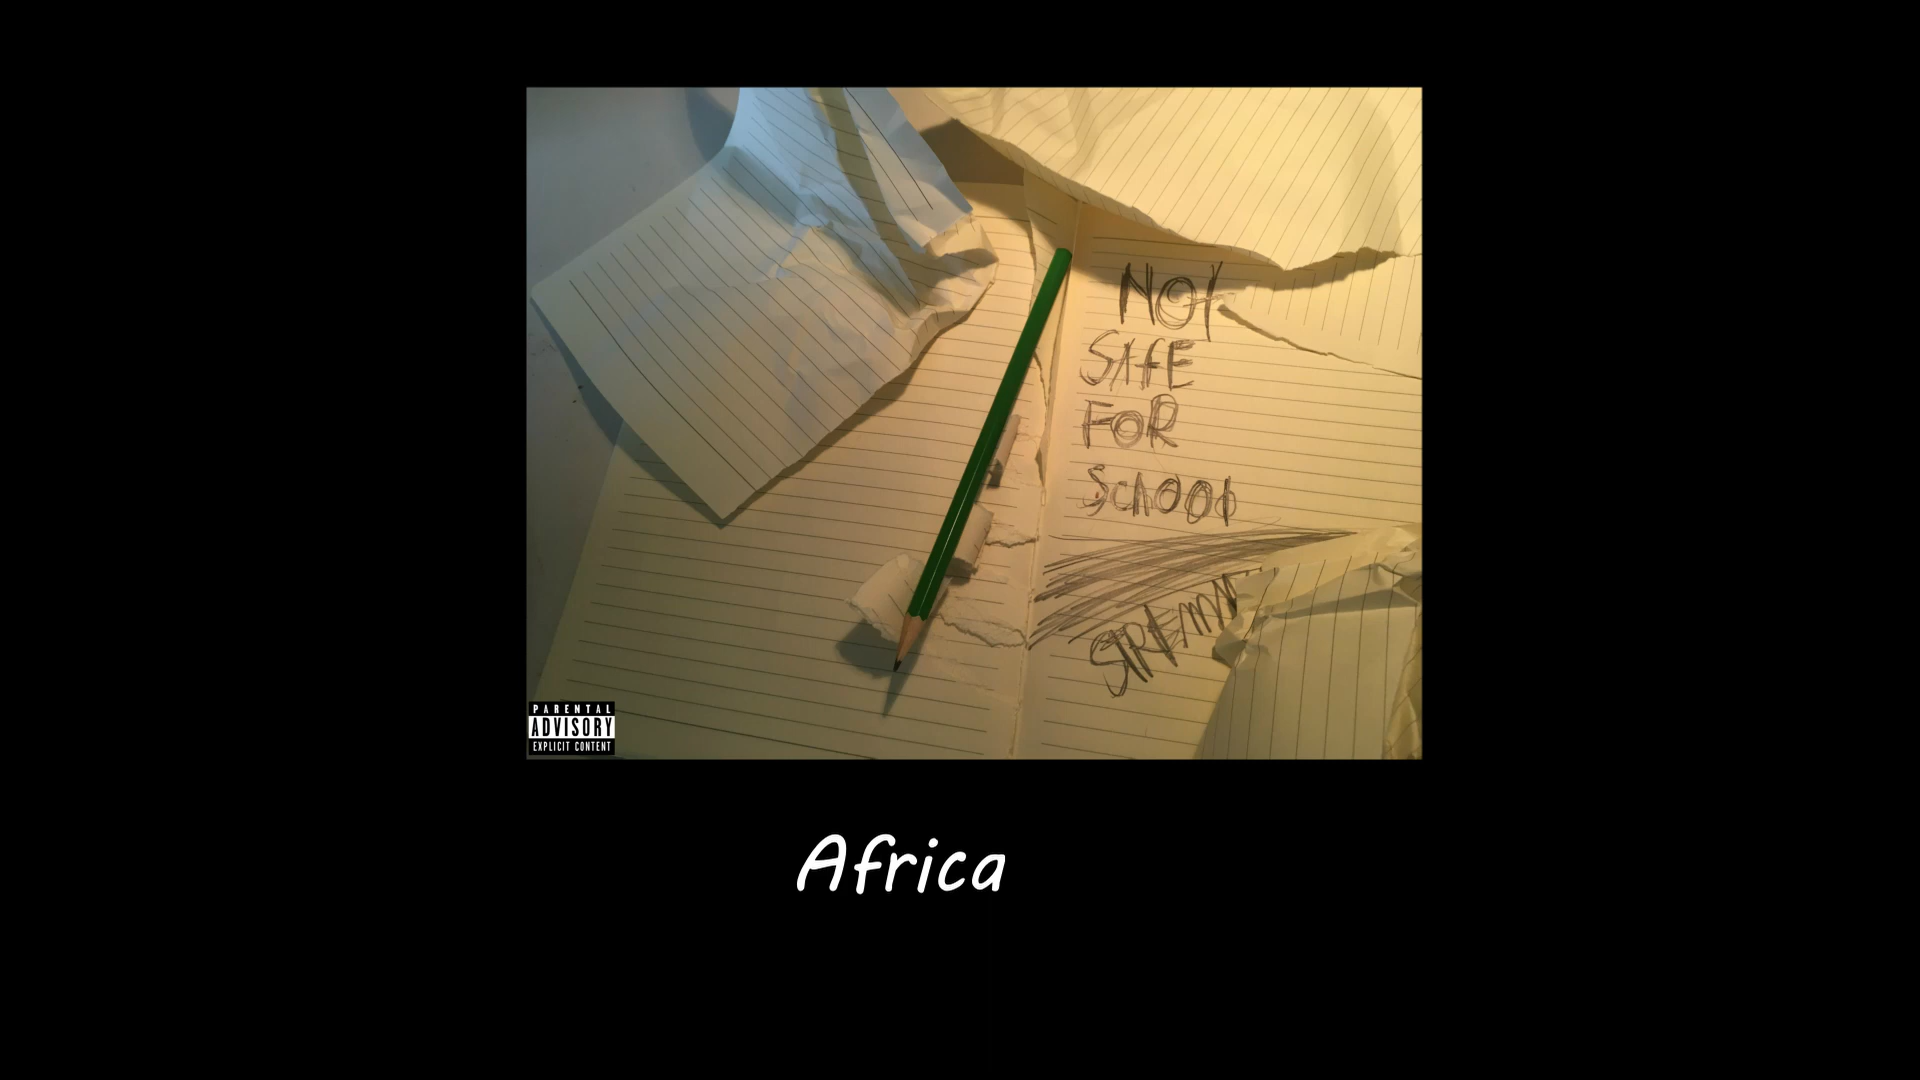 NOT
SAfE
FoR
SchOOl
PARENTAL
ADVISORY
EXPLICIT CONTENT
Africa